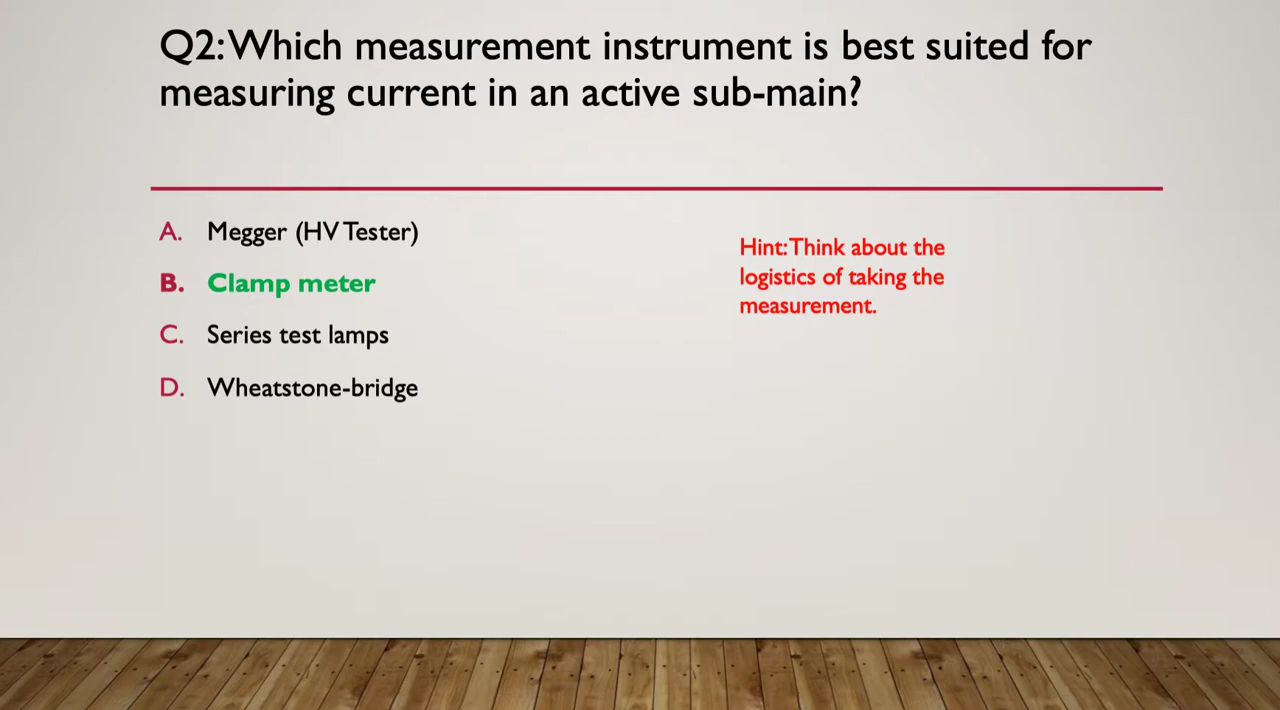 Q2: Which measurement instrument is best suited for
measuring current in an active sub-main?
A. Megger (HV Tester)
B. Clamp meter
C. Series test lamps
D. Wheatstone-bridge
Hint: Think about the
logistics of taking the
measurement.